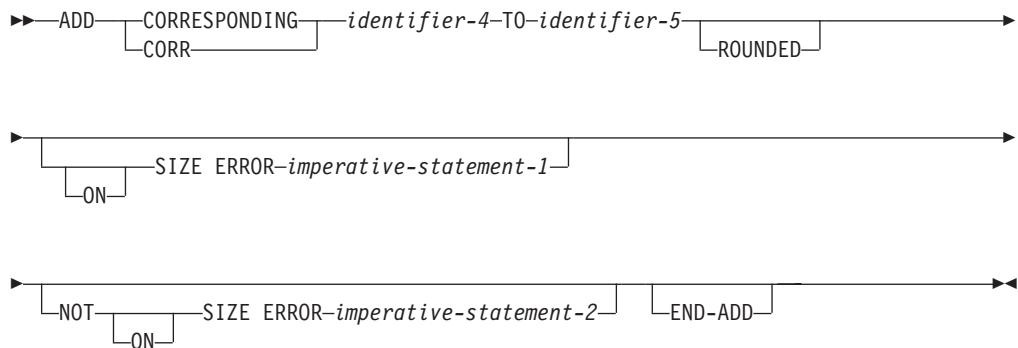 ADD CORRESPONDING identifier-4 TO identifier-5
CORR ROUNDED
SIZE ERROR imperative-statement-1
ON
NOT SIZE ERROR imperative-statement-2 END-ADD
ON